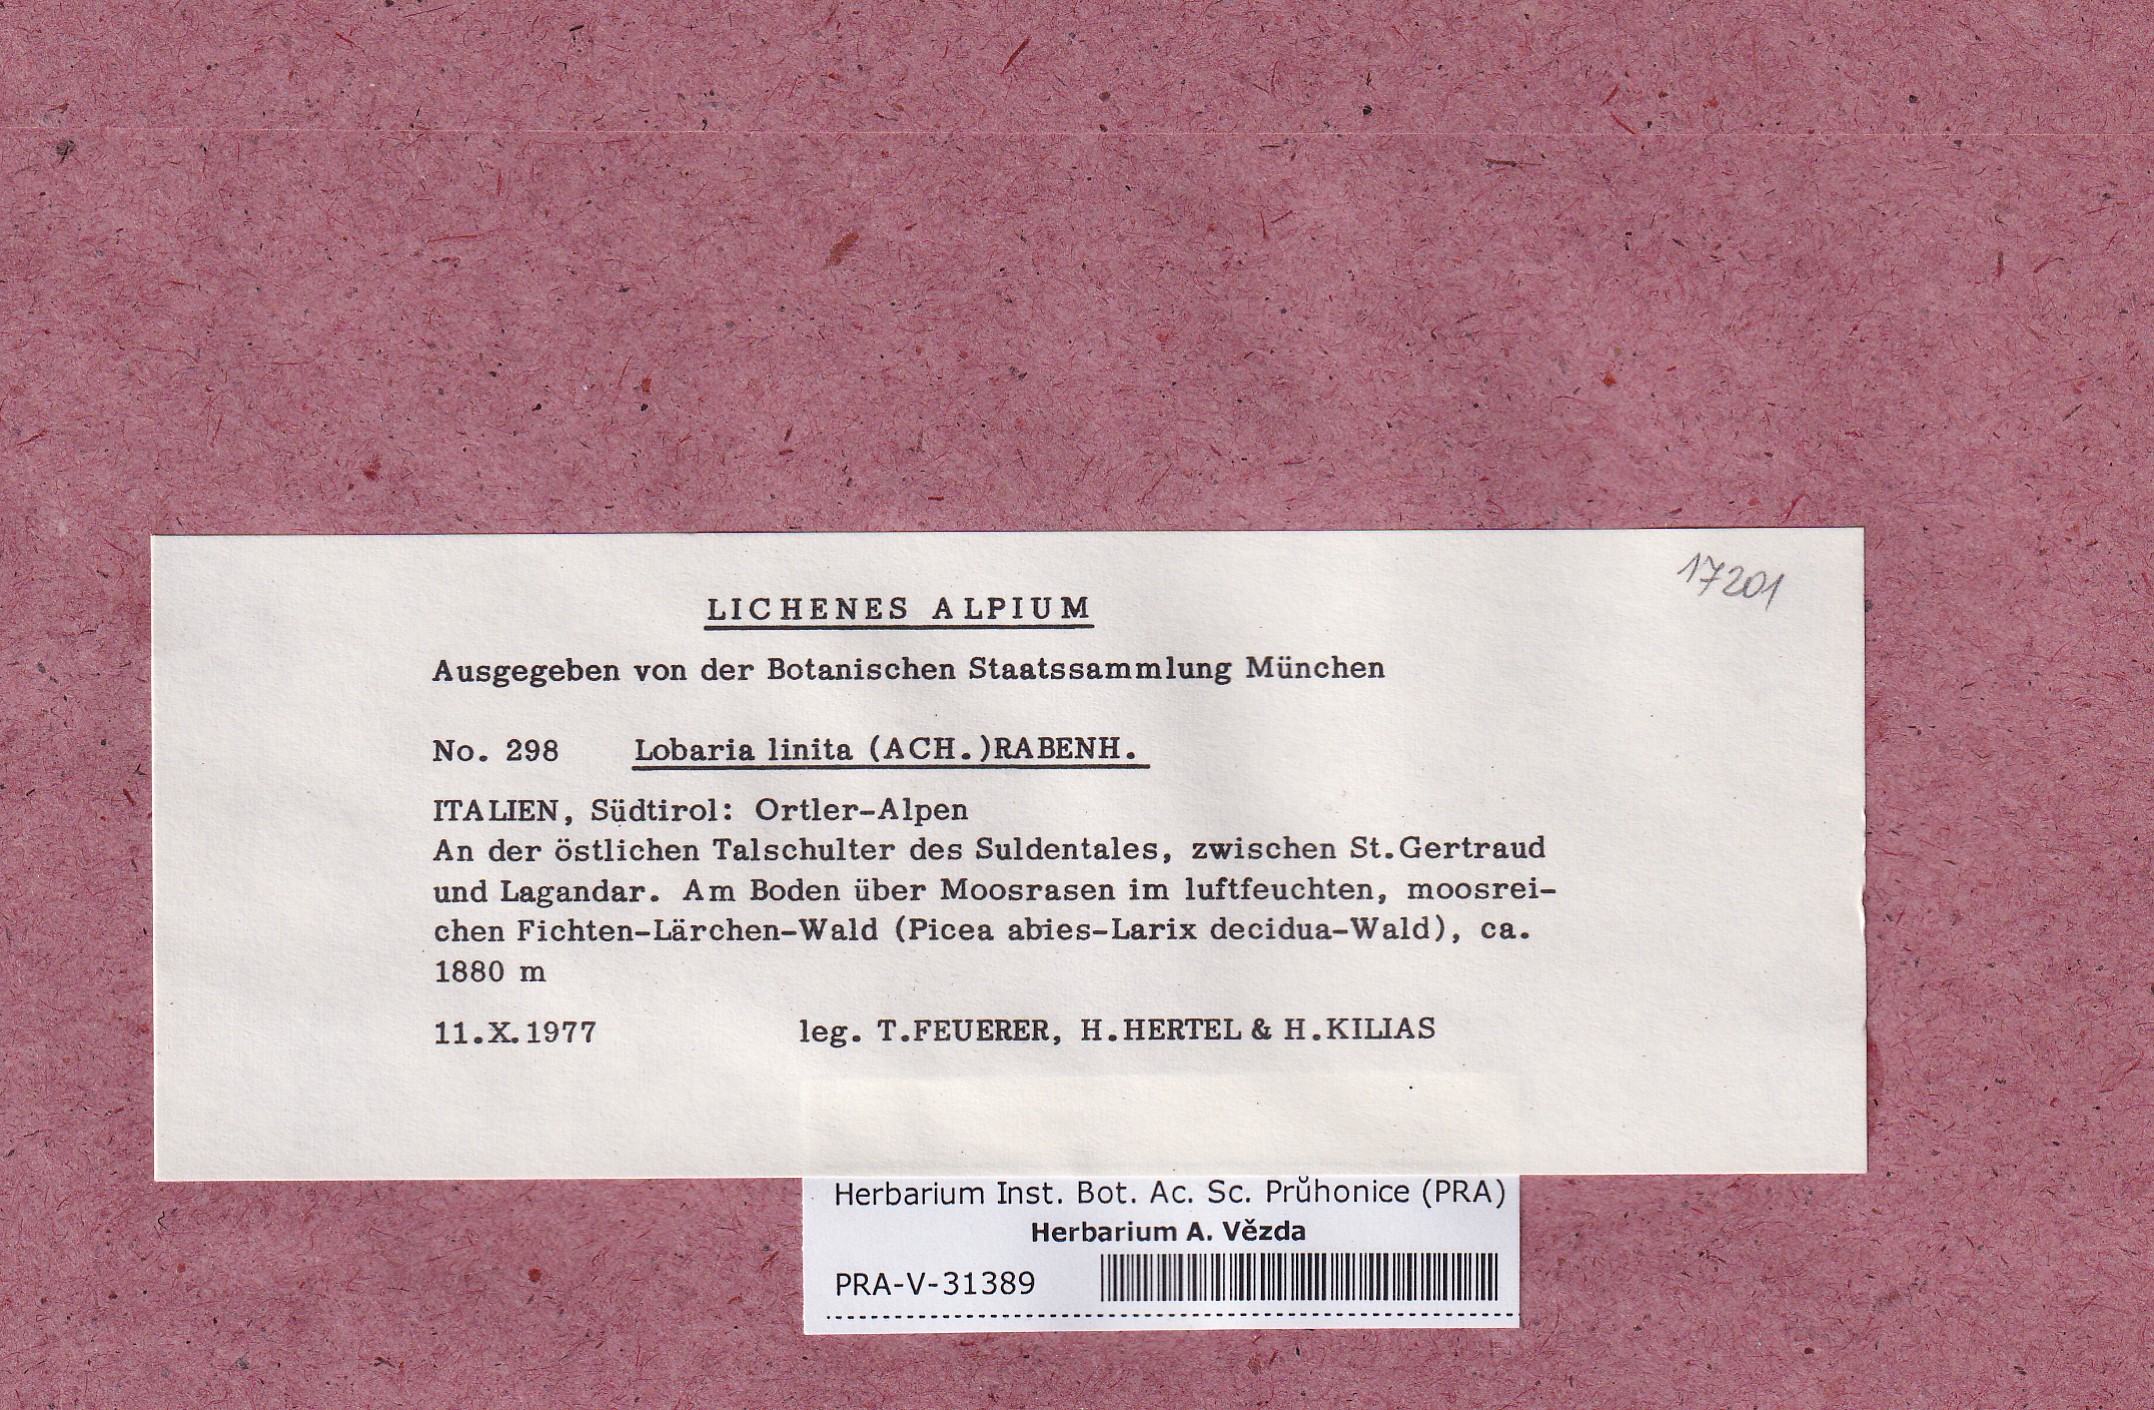 17201
LICHENES ALPIUM
Ausgegeben von der Botanischen Staatssammlung München
No. 298 Lobaria linita (ACH.)RABENH.
ITALIEN, Südtirol: Ortler-Alpen
An der östlichen Talschulter des Suldentales, zwischen St.Gertraud
und Lagandar. Am Boden über Moosrasen im luftfeuchten, moosrei-
chen Fichten-Lärchen-Wald (Picea abies-Larix decidua-Wald), ca.
1880 m
11.X.1977 leg. T.FEUERER, H.HERTEL & H.KILIAS
Herbarium Inst. Bot. Ac. Sc. Průhonice (PRA)
Herbarium A. Vězda
PRA-V-31389